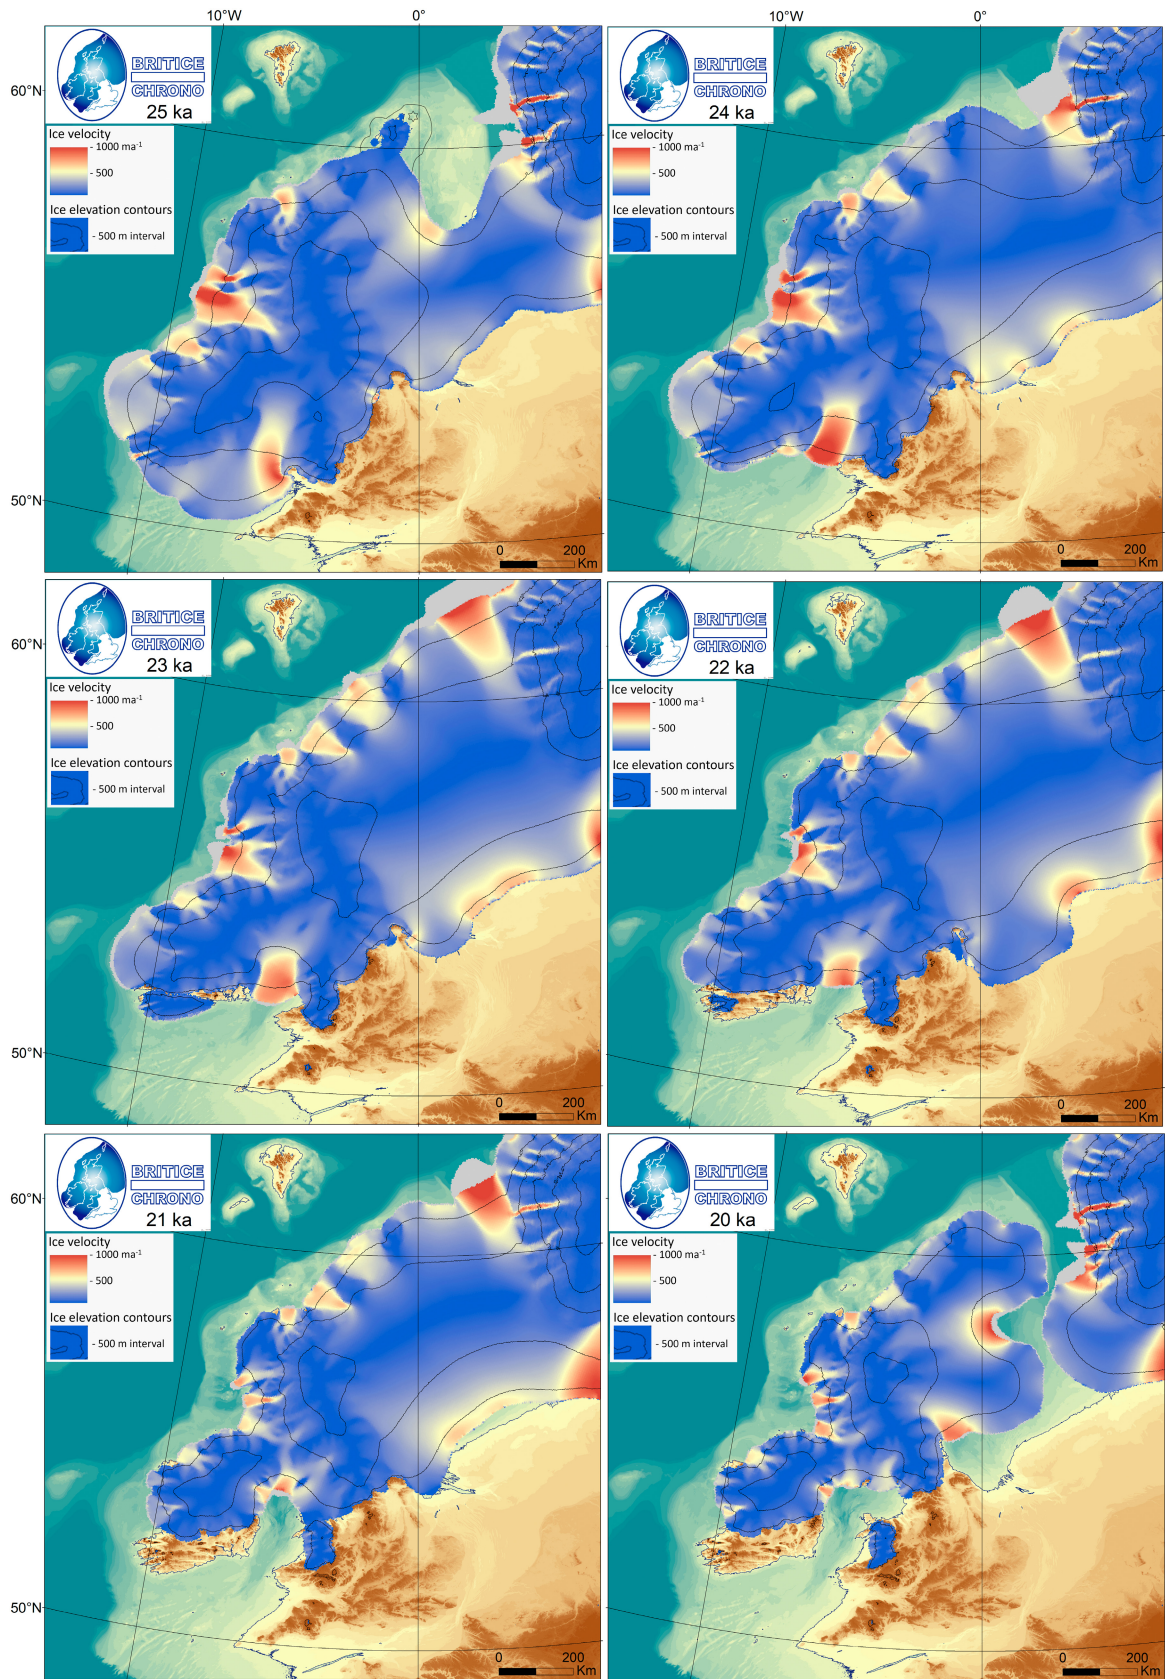 10°W 0° 10°W 0°
BRITICE
CHRONO
25 ka
60°N
Ice velocity
- 1000 ma⁻¹
- 500
Ice elevation contours
- 500 m interval
50°N
0 200
Km
BRITICE
CHRONO
24 ka
Ice velocity
- 1000 ma⁻¹
- 500
Ice elevation contours
- 500 m interval
0 200
Km
BRITICE
CHRONO
23 ka
60°N
Ice velocity
- 1000 ma⁻¹
- 500
Ice elevation contours
- 500 m interval
50°N
0 200
Km
BRITICE
CHRONO
22 ka
Ice velocity
- 1000 ma⁻¹
- 500
Ice elevation contours
- 500 m interval
0 200
Km
BRITICE
CHRONO
21 ka
60°N
Ice velocity
- 1000 ma⁻¹
- 500
Ice elevation contours
- 500 m interval
50°N
0 200
Km
BRITICE
CHRONO
20 ka
Ice velocity
- 1000 ma⁻¹
- 500
Ice elevation contours
- 500 m interval
0 200
Km